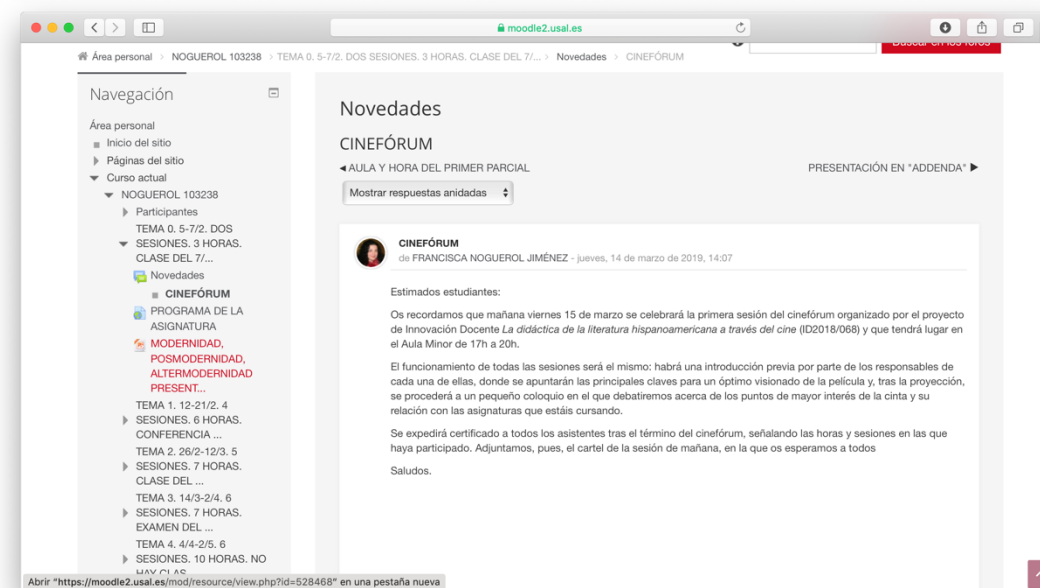 moodle2.usal.es
Área personal > NOGUEROL 103238 > TEMA 0. 5-7/2. DOS SESIONES. 3 HORAS. CLASE DEL 7/... > Novedades > CINEFÓRUM
Buscar en los foros
Navegación
Área personal
Inicio del sitio
Páginas del sitio
Curso actual
NOGUEROL 103238
Participantes
TEMA 0. 5-7/2. DOS
SESIONES. 3 HORAS.
CLASE DEL 7/...
Novedades
CINEFÓRUM
PROGRAMA DE LA
ASIGNATURA
MODERNIDAD,
POSMODERNIDAD,
ALTERMODERNIDAD
PRESENT...
TEMA 1. 12-21/2. 4
SESIONES. 6 HORAS.
CONFERENCIA ...
TEMA 2. 26/2-12/3. 5
SESIONES. 7 HORAS.
CLASE DEL ...
TEMA 3. 14/3-2/4. 6
SESIONES. 7 HORAS.
EXAMEN DEL ...
TEMA 4. 4/4-2/5. 6
SESIONES. 10 HORAS. NO
HAY CLAS
Novedades
CINEFÓRUM
◄ AULA Y HORA DEL PRIMER PARCIAL
PRESENTACIÓN EN "ADDENDA" ►
Mostrar respuestas anidadas
CINEFÓRUM
de FRANCISCA NOGUEROL JIMÉNEZ - jueves, 14 de marzo de 2019, 14:07
Estimados estudiantes:
Os recordamos que mañana viernes 15 de marzo se celebrará la primera sesión del cinefórum organizado por el proyecto
de Innovación Docente La didáctica de la literatura hispanoamericana a través del cine (ID2018/068) y que tendrá lugar en
el Aula Minor de 17h a 20h.
El funcionamiento de todas las sesiones será el mismo: habrá una introducción previa por parte de los responsables de
cada una de ellas, donde se apuntarán las principales claves para un óptimo visionado de la película y, tras la proyección,
se procederá a un pequeño coloquio en el que debatiremos acerca de los puntos de mayor interés de la cinta y su
relación con las asignaturas que estáis cursando.
Se expedirá certificado a todos los asistentes tras el término del cinefórum, señalando las horas y sesiones en las que
haya participado. Adjuntamos, pues, el cartel de la sesión de mañana, en la que os esperamos a todos
Saludos.
Abrir "https://moodle2.usal.es/mod/resource/view.php?id=528468" en una pestaña nueva